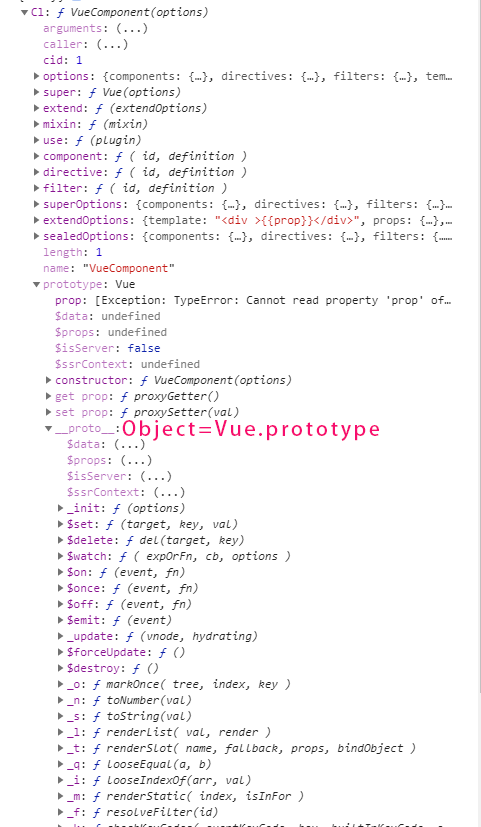 Cl: ƒ VueComponent(options)
arguments: (...)
caller: (...)
cid: 1
options: {components: {…}, directives: {…}, filters: {…}, tem…
super: ƒ Vue(options)
extend: ƒ (extendOptions)
mixin: ƒ (mixin)
use: ƒ (plugin)
component: ƒ ( id, definition )
directive: ƒ ( id, definition )
filter: ƒ ( id, definition )
superOptions: {components: {…}, directives: {…}, filters: {…}…
extendOptions: {template: "<div >{{prop}}</div>", props: {…},…
sealedOptions: {components: {…}, directives: {…}, filters: {……
length: 1
name: "VueComponent"
prototype: Vue
prop: [Exception: TypeError: Cannot read property 'prop' of…
$data: undefined
$props: undefined
$isServer: false
$ssrContext: undefined
constructor: ƒ VueComponent(options)
get prop: ƒ proxyGetter()
set prop: ƒ proxySetter(val)
__proto__: Object=Vue.prototype
$data: (...)
$props: (...)
$isServer: (...)
$ssrContext: (...)
_init: ƒ (options)
$set: ƒ (target, key, val)
$delete: ƒ del(target, key)
$watch: ƒ ( expOrFn, cb, options )
$on: ƒ (event, fn)
$once: ƒ (event, fn)
$off: ƒ (event, fn)
$emit: ƒ (event)
_update: ƒ (vnode, hydrating)
$forceUpdate: ƒ ()
$destroy: ƒ ()
_o: ƒ markOnce( tree, index, key )
_n: ƒ toNumber(val)
_s: ƒ toString(val)
_l: ƒ renderList( val, render )
_t: ƒ renderSlot( name, fallback, props, bindObject )
_q: ƒ looseEqual(a, b)
_i: ƒ looseIndexOf(arr, val)
_m: ƒ renderStatic( index, isInFor )
_f: ƒ resolveFilter(id)